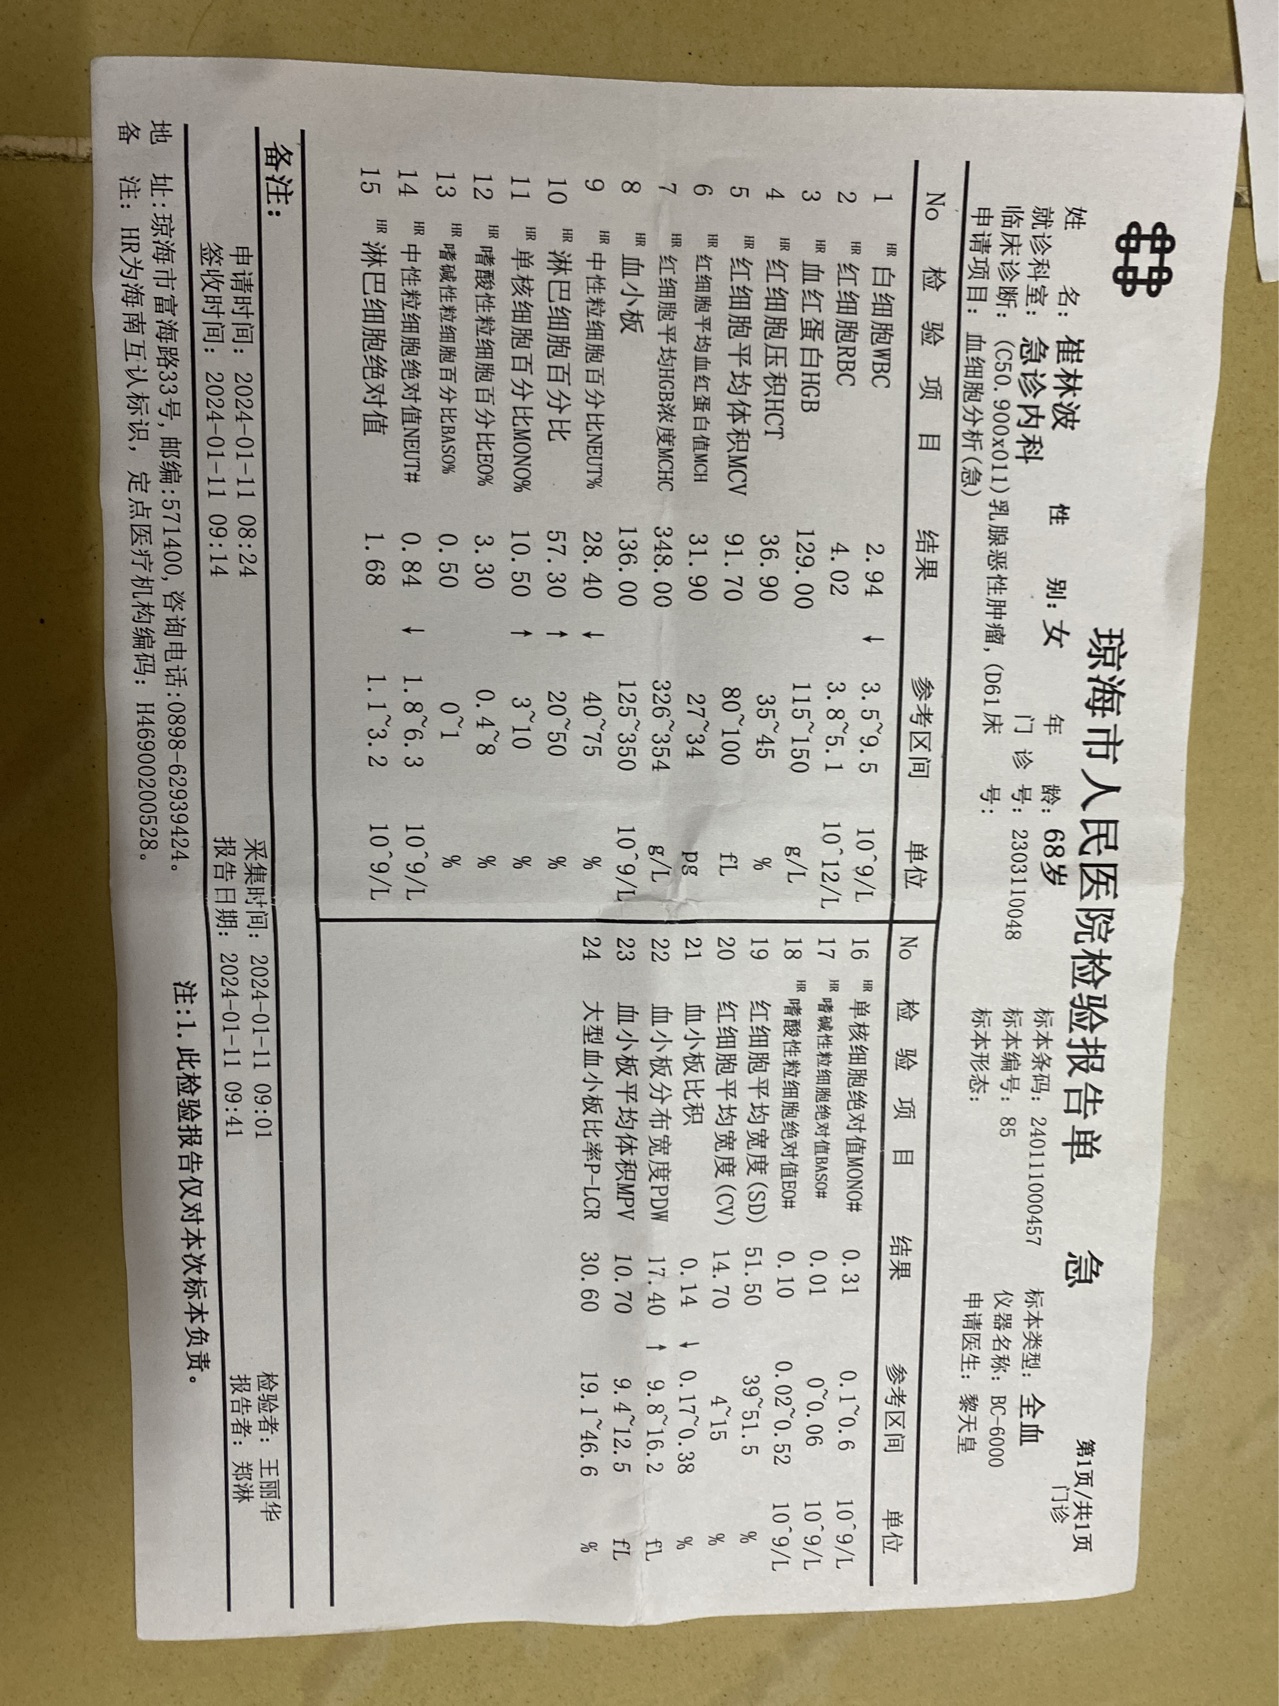 琼海市人民医院检验报告单 急
第1页/共1页
门诊
姓 名: 崔林波 性 别: 女 年 龄: 68岁 标本条码: 240111000457 标本类型: 全血
就诊科室: 急诊内科 门 诊 号: 2303110048 标本编号: 85 仪器名称: BC-6000
临床诊断: (C50.900x011)乳腺恶性肿瘤, (D61 床 号: 标本形态: 申请医生: 黎天皇
申请项目: 血细胞分析(急)
No 检 验 项 目 结果 参考区间 单位
1 HR 白细胞WBC 2.94 ↓ 3.5~9.5 10^9/L
2 HR 红细胞RBC 4.02 3.8~5.1 10^12/L
3 HR 血红蛋白HGB 129.00 115~150 g/L
4 HR 红细胞压积HCT 36.90 35~45 %
5 HR 红细胞平均体积MCV 91.70 80~100 fL
6 HR 红细胞平均血红蛋白值MCH 31.90 27~34 pg
7 HR 红细胞平均HGB浓度MCHC 348.00 326~354 g/L
8 HR 血小板 136.00 125~350 10^9/L
9 HR 中性粒细胞百分比NEUT% 28.40 ↓ 40~75 %
10 HR 淋巴细胞百分比 57.30 ↑ 20~50 %
11 HR 单核细胞百分比MONO% 10.50 ↑ 3~10 %
12 HR 嗜酸性粒细胞百分比EO% 3.30 0.4~8 %
13 HR 嗜碱性粒细胞百分比BASO% 0.50 0~1 %
14 HR 中性粒细胞绝对值NEUT# 0.84 ↓ 1.8~6.3 10^9/L
15 HR 淋巴细胞绝对值 1.68 1.1~3.2 10^9/L
No 检 验 项 目 结果 参考区间 单位
16 HR 单核细胞绝对值MONO# 0.31 0.1~0.6 10^9/L
17 HR 嗜碱性粒细胞绝对值BASO# 0.01 0~0.06 10^9/L
18 HR 嗜酸性粒细胞绝对值EO# 0.10 0.02~0.52 10^9/L
19 红细胞平均宽度(SD) 51.50 39~51.5 %
20 红细胞平均宽度(CV) 14.70 4~15 %
21 血小板比积 0.14 ↓ 0.17~0.38 %
22 血小板分布宽度PDW 17.40 ↑ 9.8~16.2 fL
23 血小板平均体积MPV 10.70 9.4~12.5 fL
24 大型血小板比率P-LCR 30.60 19.1~46.6 %
备注:
申请时间: 2024-01-11 08:24 采集时间: 2024-01-11 09:01 检验者: 王丽华
签收时间: 2024-01-11 09:14 报告日期: 2024-01-11 09:41 报告者: 郑淋
地 址:琼海市富海路33号,邮编:571400,咨询电话:0898-62939424. 注:1.此检验报告仅对本次标本负责。
备 注: HR为海南互认标识, 定点医疗机构编码: H46900200528。